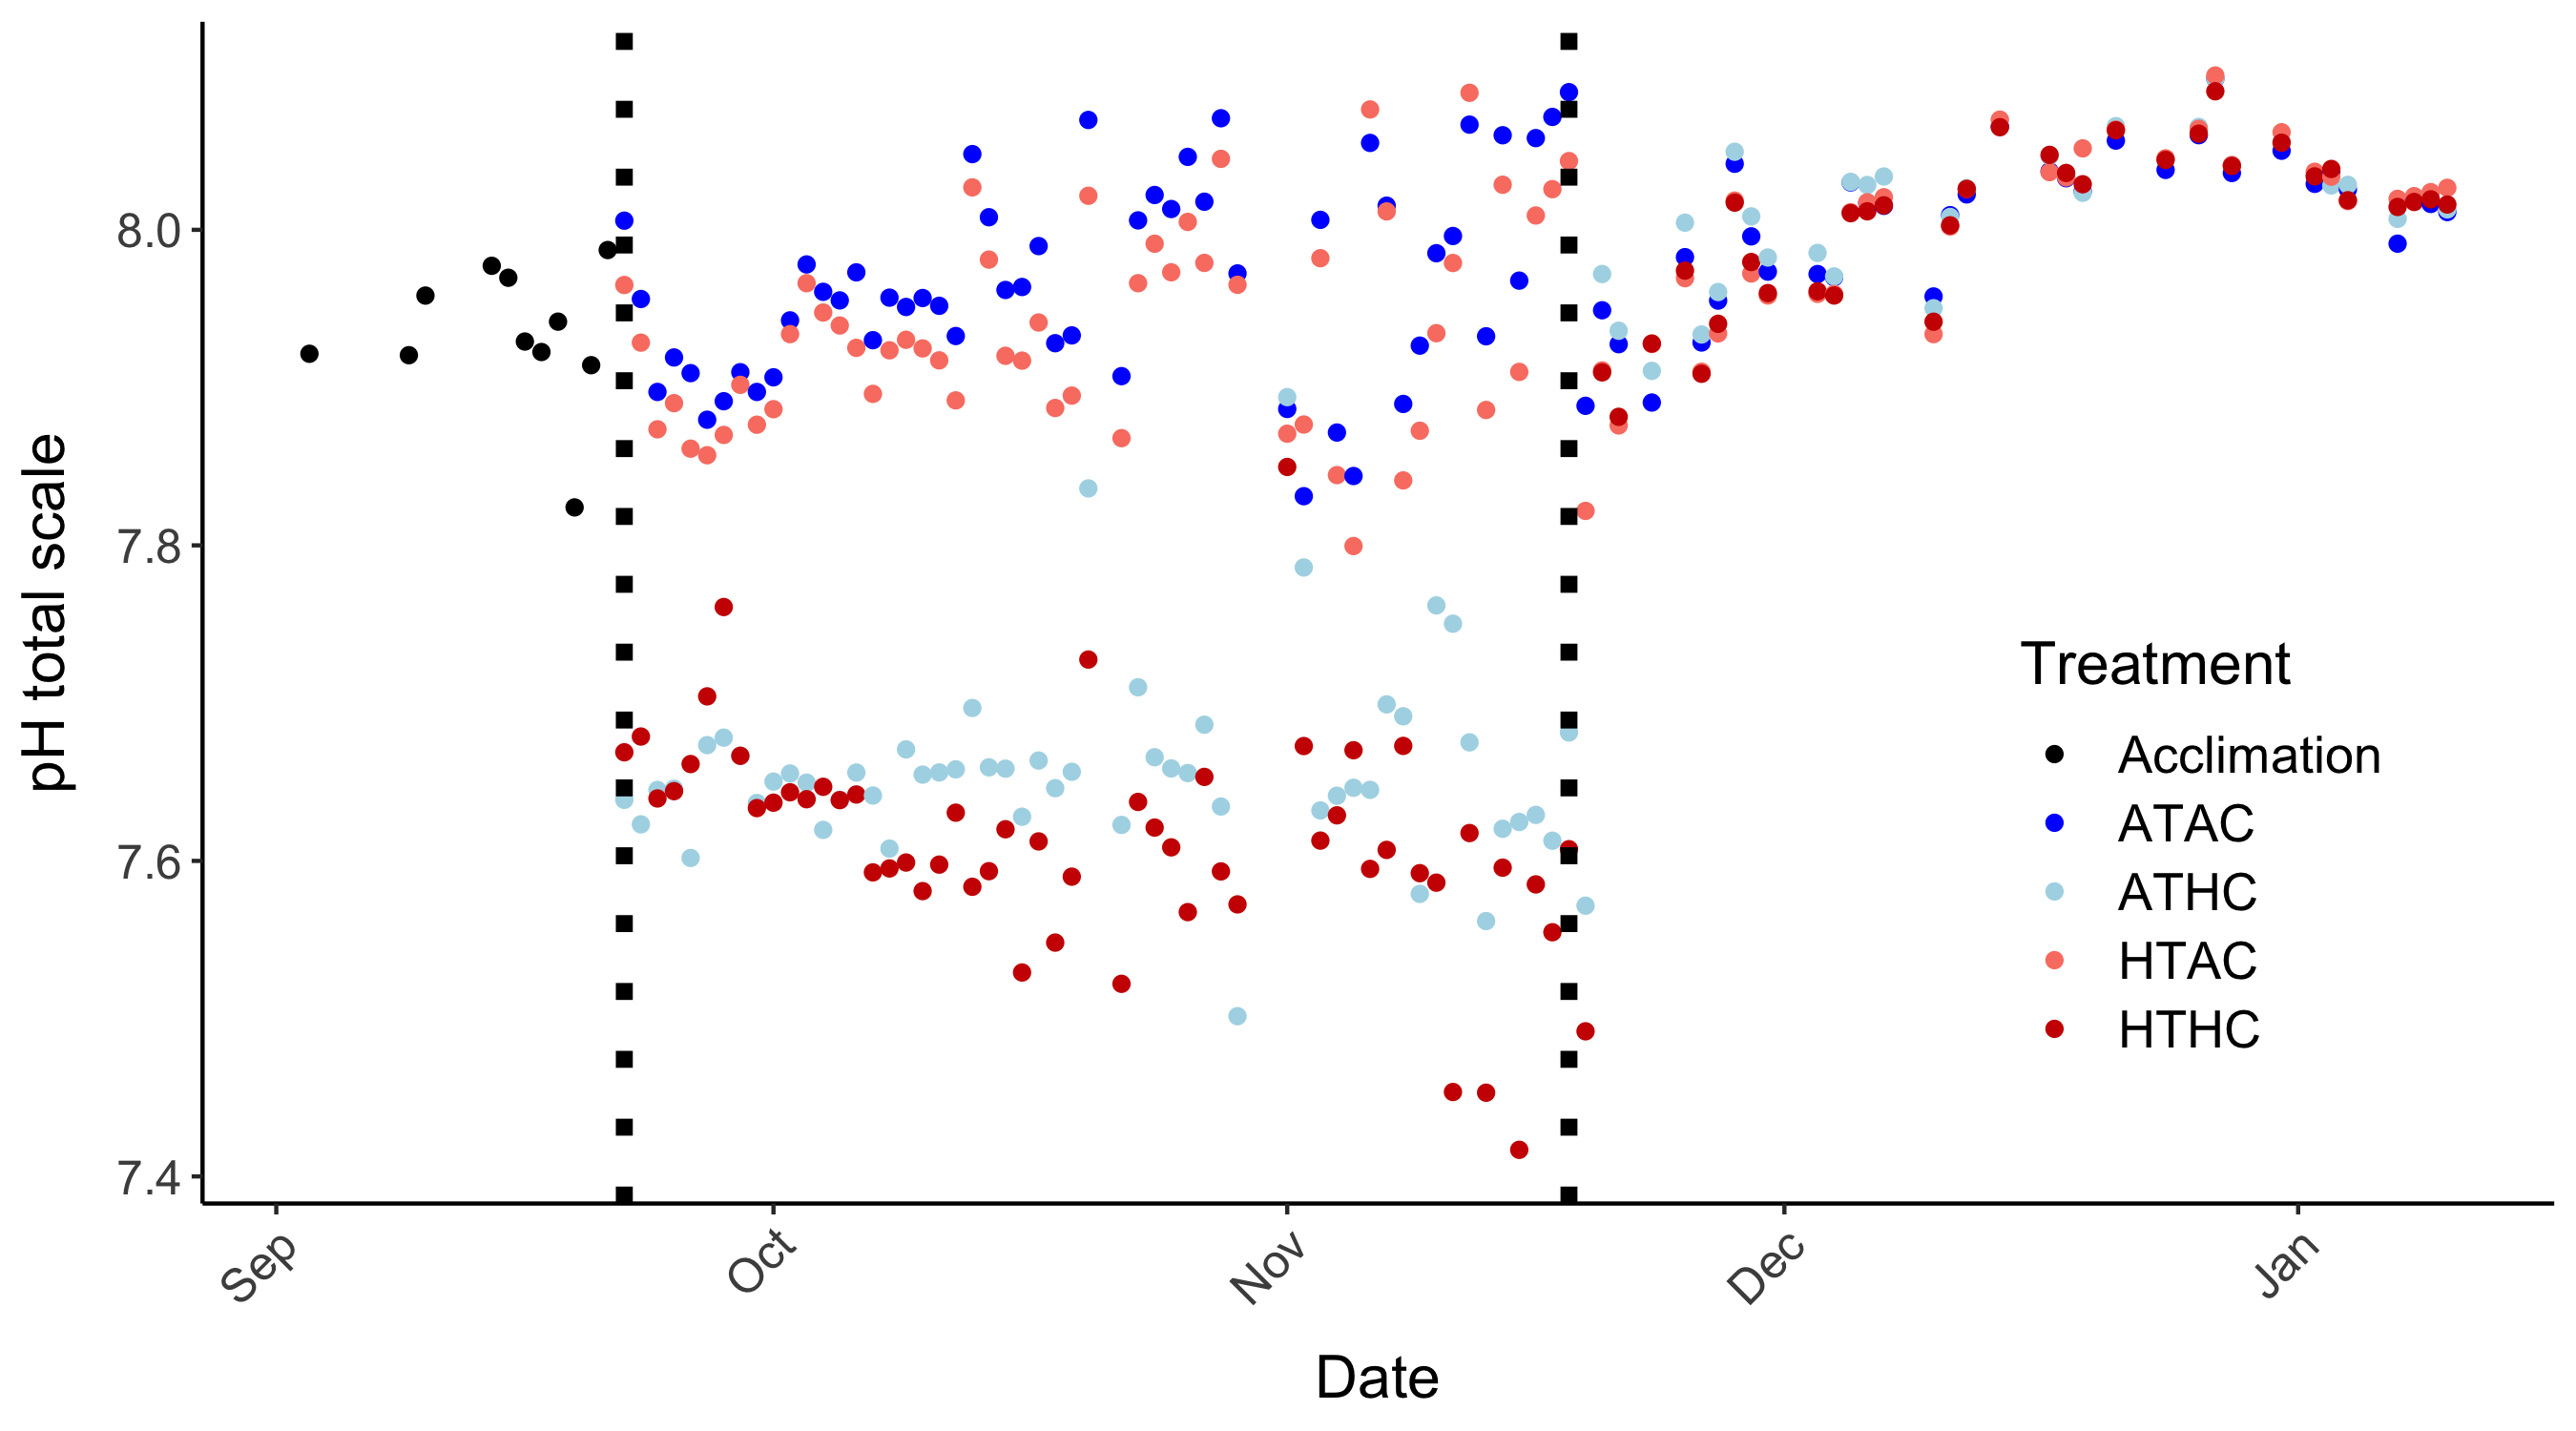 pH total scale
8.0
7.8
7.6
7.4
Sep
Oct
Nov
Dec
Jan
Date
Treatment
Acclimation
ATAC
ATHC
HTAC
HTHC